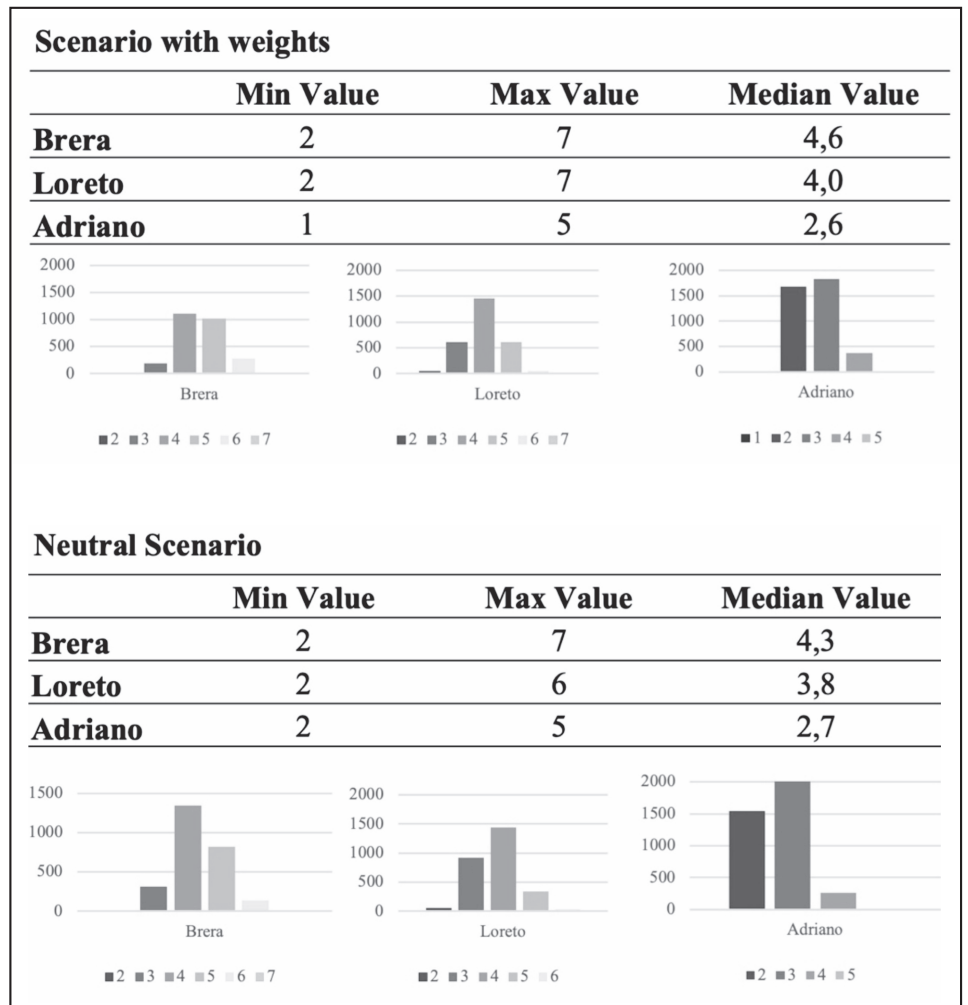 Scenario with weights
Min Value Max Value Median Value
Brera 2 7 4,6
Loreto 2 7 4,0
Adriano 1 5 2,6
2000
1500
1000
500
0
Brera
2 3 4 5 6 7
2000
1500
1000
500
0
Loreto
2 3 4 5 6 7
2000
1500
1000
500
0
Adriano
1 2 3 4 5
Neutral Scenario
Min Value Max Value Median Value
Brera 2 7 4,3
Loreto 2 6 3,8
Adriano 2 5 2,7
1500
1000
500
0
Brera
2 3 4 5 6 7
2000
1500
1000
500
0
Loreto
2 3 4 5 6
2000
1500
1000
500
0
Adriano
2 3 4 5